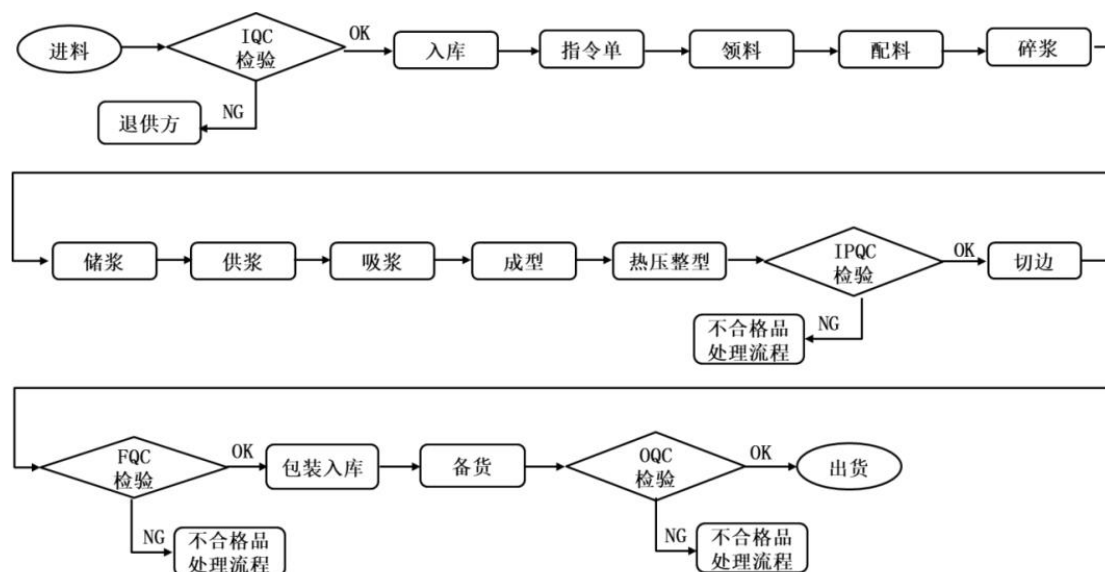 进料
IQC
检验
OK
入库
指令单
领料
配料
碎浆
NG
退供方
储浆
供浆
吸浆
成型
热压整型
IPQC
检验
OK
切边
NG
不合格品
处理流程
FQC
检验
OK
包装入库
备货
OQC
检验
OK
出货
NG
不合格品
处理流程
NG
不合格品
处理流程